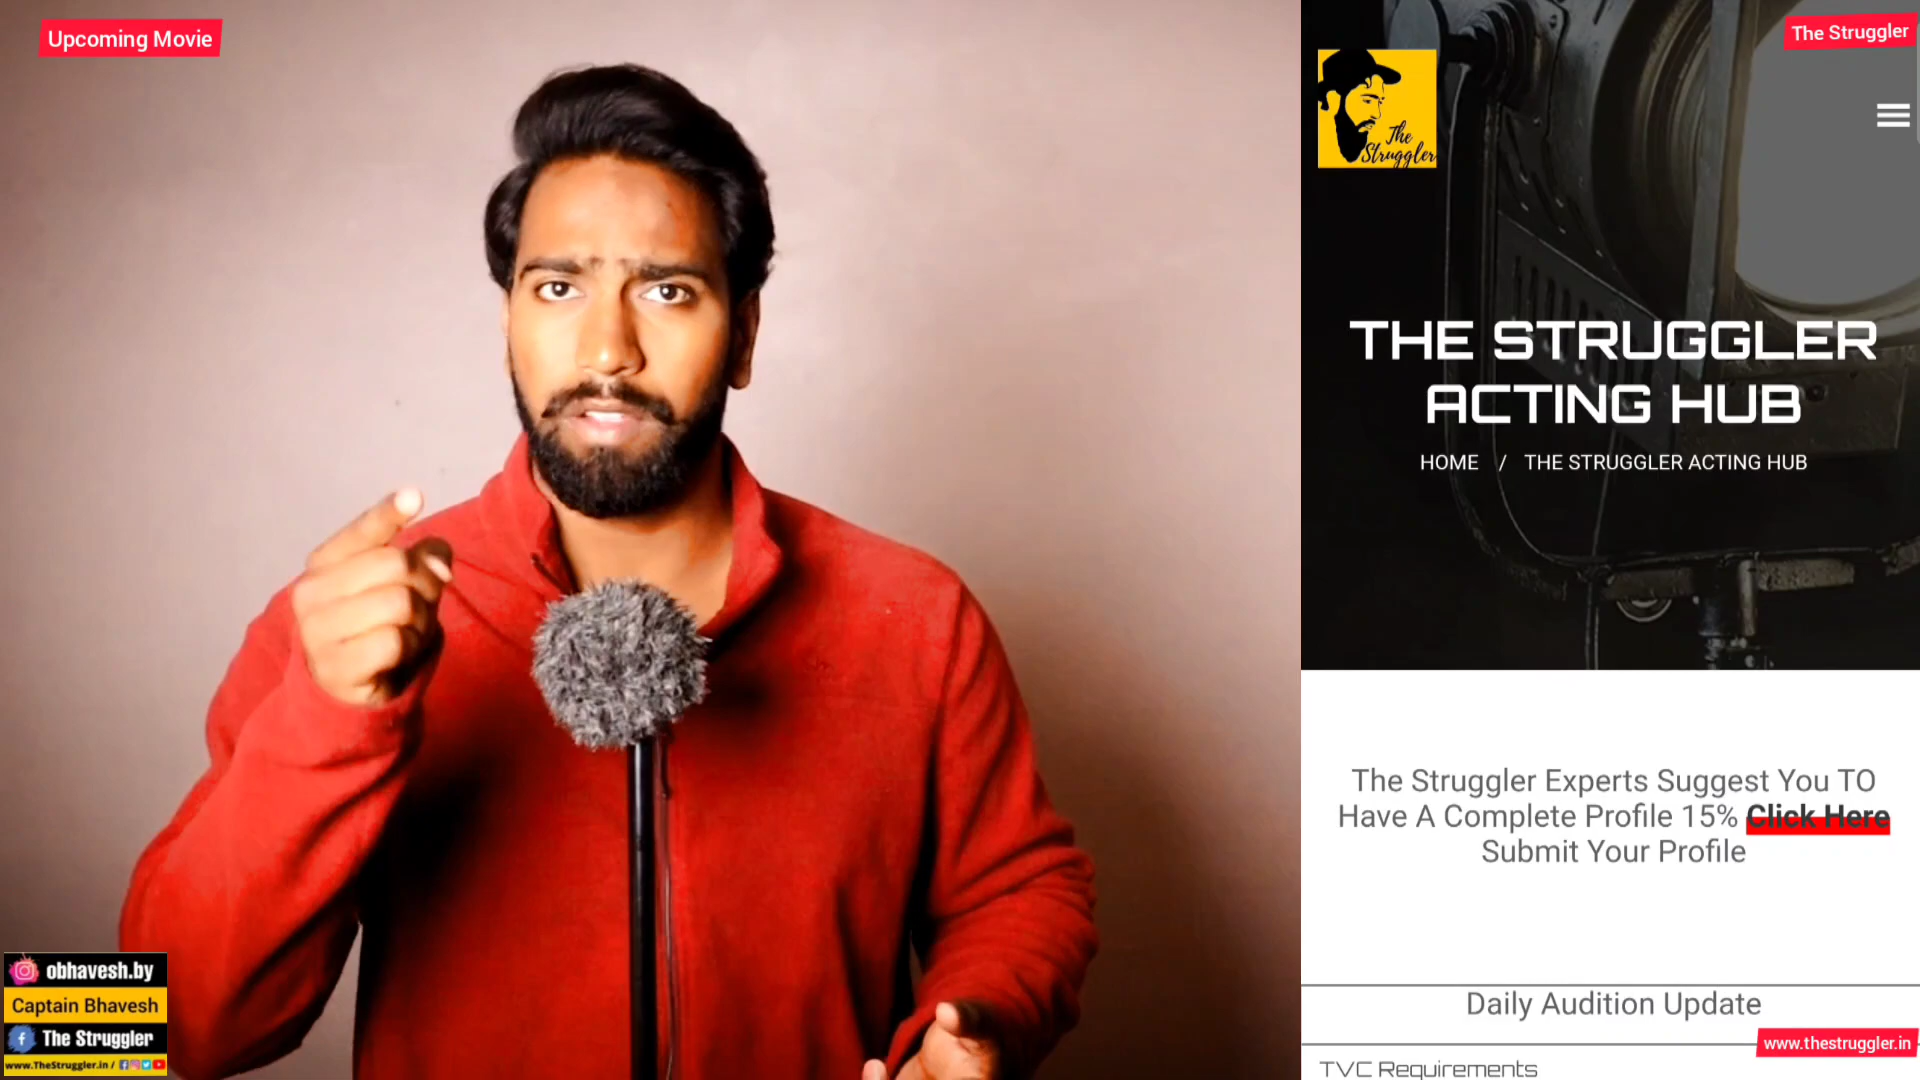 Upcoming Movie
The Struggler
The
Struggler
THE STRUGGLER
ACTING HUB
HOME / THE STRUGGLER ACTING HUB
The Struggler Experts Suggest You TO
Have A Complete Profile 15% Click Here
Submit Your Profile
Daily Audition Update
www.thestruggler.in
TVC Requirements
obhavesh.by
Captain Bhavesh
The Struggler
www.TheStruggler.in /